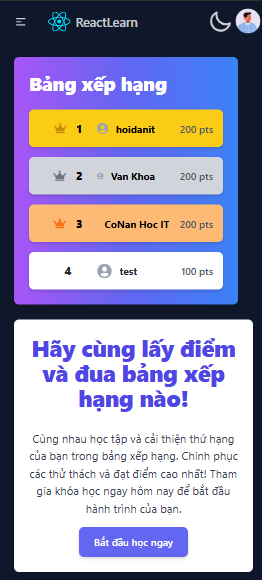 ReactLearn
Bảng xếp hạng
1 hoidanit 200 pts
2 Van Khoa 200 pts
3 CoNan Hoc IT 200 pts
4 test 100 pts
Hãy cùng lấy điểm
và đua bảng xếp
hạng nào!
Cùng nhau học tập và cải thiện thứ hạng
của bạn trong bảng xếp hạng. Chinh phục
các thử thách và đạt điểm cao nhất! Tham
gia khóa học ngay hôm nay để bắt đầu
hành trình của bạn.
Bắt đầu học ngay